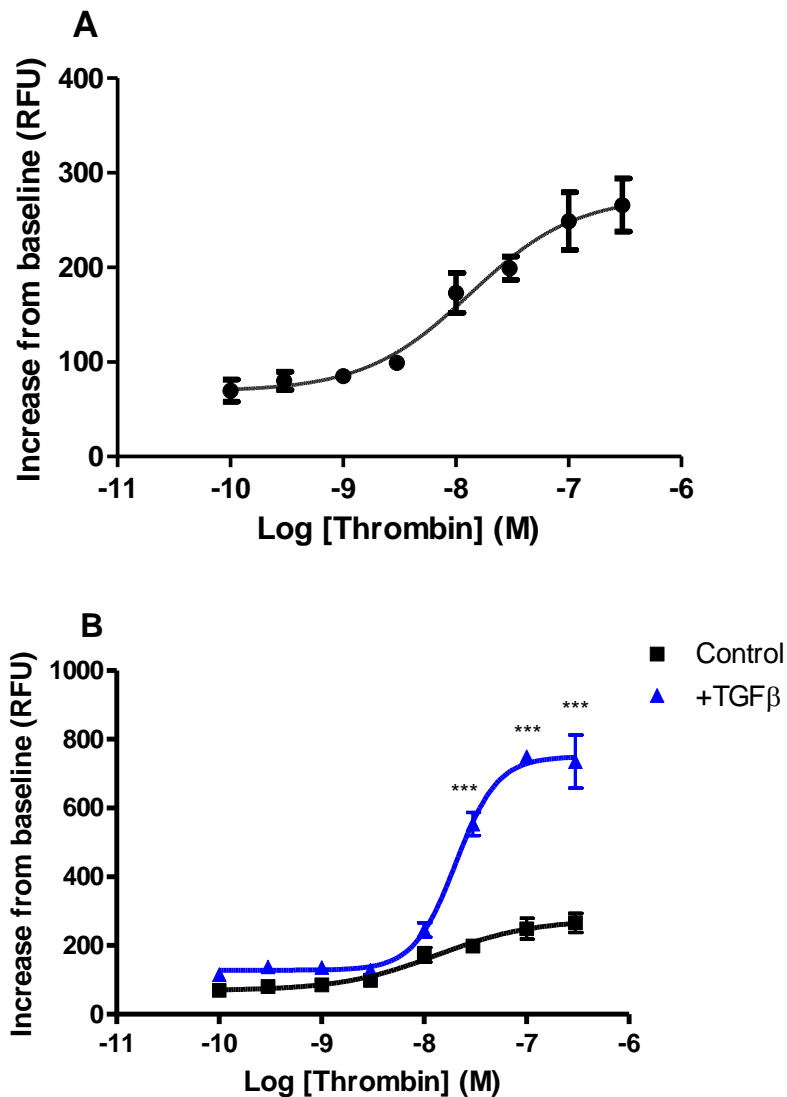 A
Increase from baseline (RFU)
400
300
200
100
0
-11 -10 -9 -8 -7 -6
Log [Thrombin] (M)
B
Control
+TGFβ
Increase from baseline (RFU)
1000
800
600
400
200
0
*** *** ***
-11 -10 -9 -8 -7 -6
Log [Thrombin] (M)